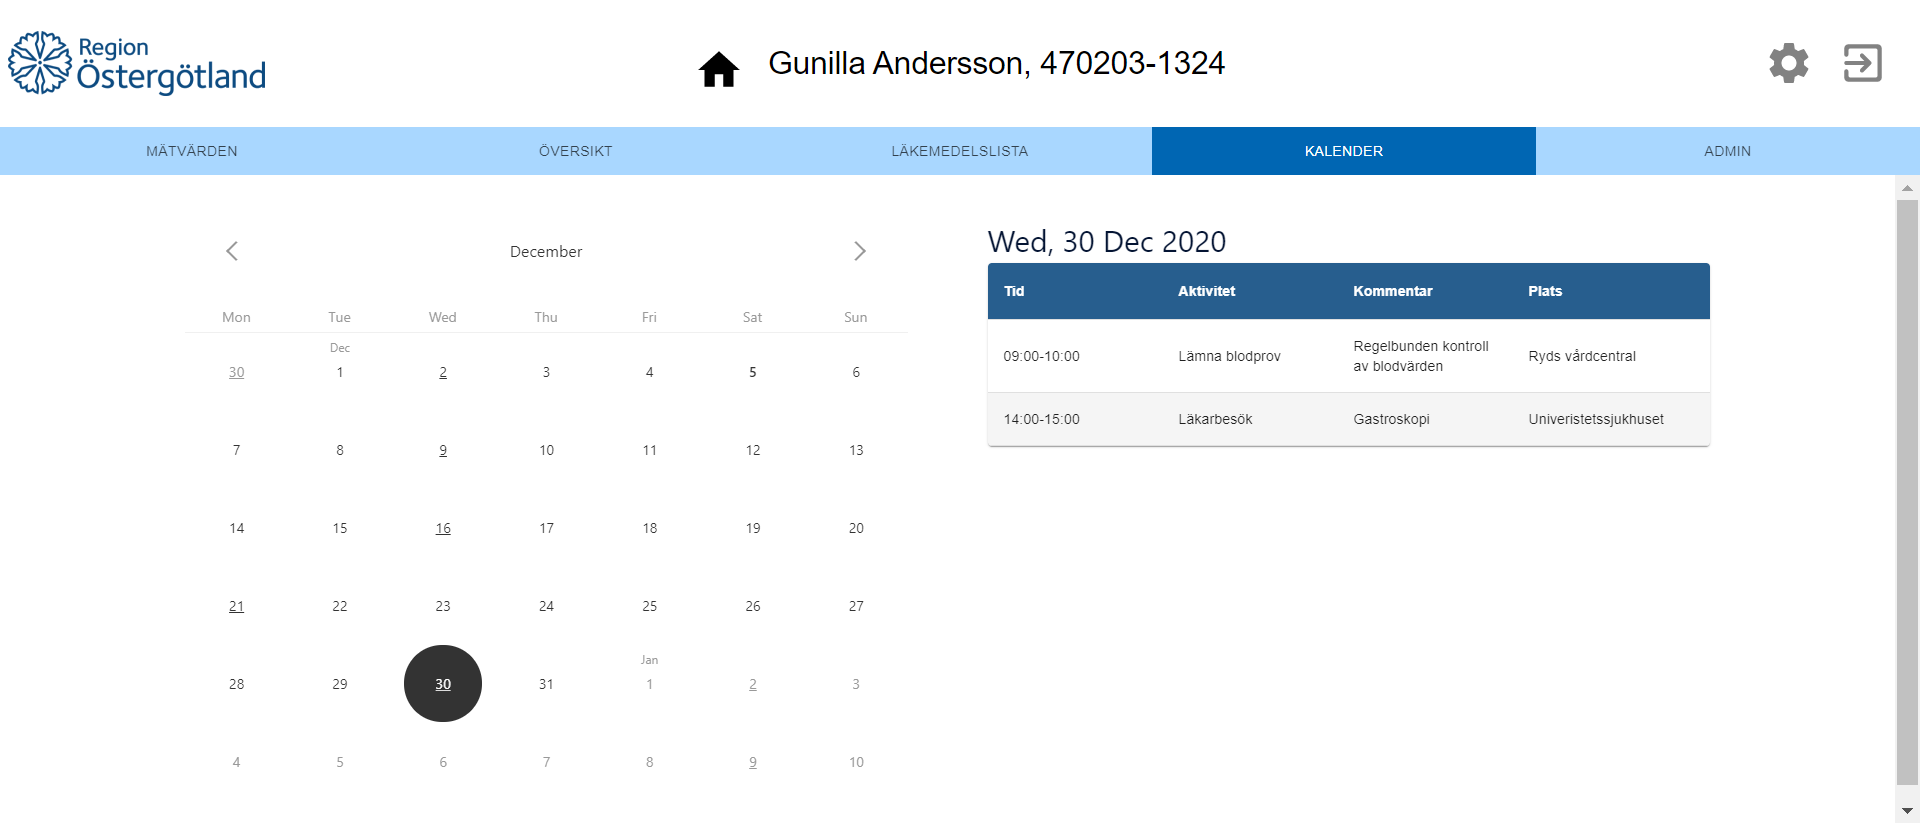 Region
Östergötland
Gunilla Andersson, 470203-1324
MÄTVÄRDEN ÖVERSIKT LÄKEMEDELSLISTA KALENDER ADMIN
December
Mon Tue Wed Thu Fri Sat Sun
Dec
30 1 2 3 4 5 6
7 8 9 10 11 12 13
14 15 16 17 18 19 20
21 22 23 24 25 26 27
Jan
28 29 30 31 1 2 3
4 5 6 7 8 9 10
Wed, 30 Dec 2020
Tid Aktivitet Kommentar Plats
09:00-10:00 Lämna blodprov Regelbunden kontroll
av blodvärden Ryds vårdcentral
14:00-15:00 Läkarbesök Gastroskopi Univeristetssjukhuset